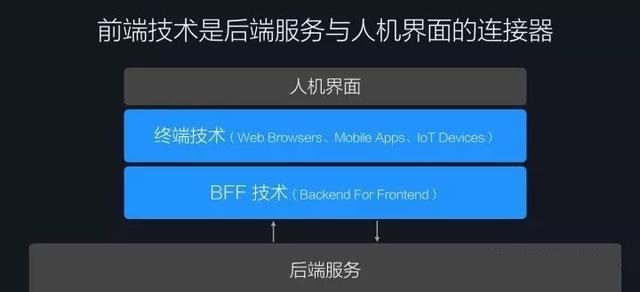 前端技术是后端服务与人机界面的连接器
人机界面
终端技术（Web Browsers、Mobile Apps、IoT Devices）
BFF 技术（Backend For Frontend）
后端服务